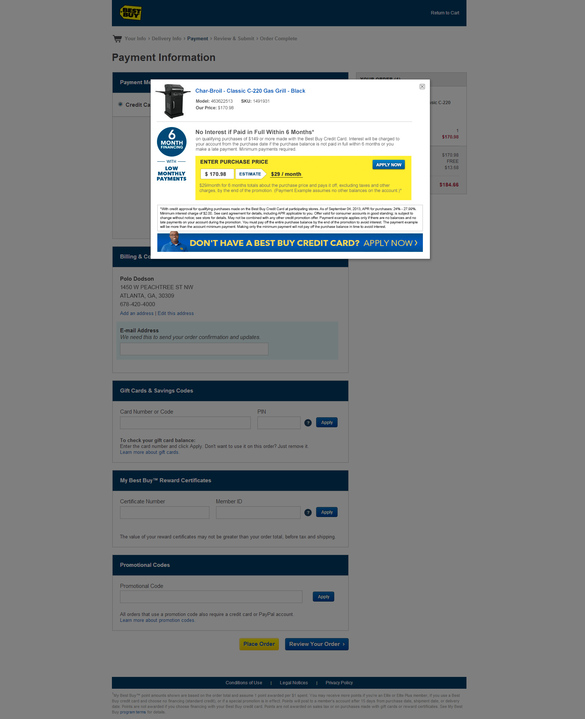 BEST BUY
Return to Cart
Your Info › Delivery Info › Payment › Review & Submit › Order Complete
Payment Information
Payment Me
Credit Ca
Char-Broil - Classic C-220 Gas Grill - Black
Model: 463622513 SKU: 1491931
Our Price: $170.98
6
MONTH
FINANCING
WITH
LOW
MONTHLY
PAYMENTS
No Interest if Paid in Full Within 6 Months*
on qualifying purchases of $149 or more made with the Best Buy Credit Card. Interest will be charged to
your account from the purchase date if the purchase balance is not paid in full within 6 months or you
make a late payment. Minimum payments required.
ENTER PURCHASE PRICE
APPLY NOW
$ 170.98 ESTIMATE $29 / month
$29/month for 6 months totals about the purchase price and pays it off, excluding taxes and other
charges, by the end of the promotion. (Payment Example assumes no other balances on the account.)*
DON'T HAVE A BEST BUY CREDIT CARD? APPLY NOW ›
c C-220
1
$170.98
$170.98
FREE
$13.68
$184.66
Billing & C
Polo Dodson
1450 W PEACHTREE ST NW
ATLANTA, GA, 30309
678-420-4000
Add an address | Edit this address
E-mail Address
We need this to send your order confirmation and updates.
Gift Cards & Savings Codes
Card Number or Code PIN
? Apply
To check your gift card balance:
Enter the card number and click Apply. Don't want to use it on this order? Just remove it.
Learn more about gift cards
My Best Buy™ Reward Certificates
Certificate Number Member ID
? Apply
The value of your reward certificates may not be greater than your order total, before tax and shipping.
Promotional Codes
Promotional Code
Apply
All orders that use a promotion code also require a credit card or PayPal account.
Learn more about promotion codes
Place Order Review Your Order ›
Conditions of Use | Legal Notices | Privacy Policy